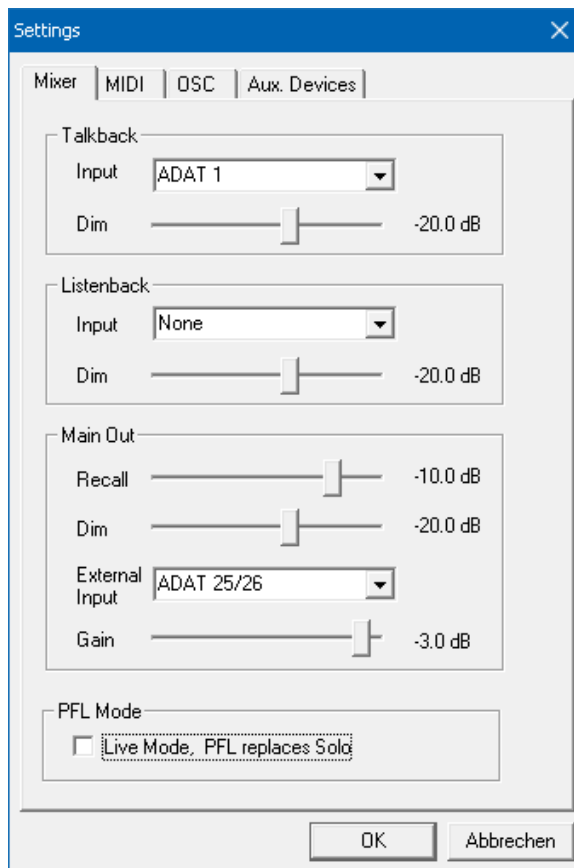 Settings
Mixer MIDI OSC Aux. Devices
Talkback
Input ADAT 1
Dim -20.0 dB
Listenback
Input None
Dim -20.0 dB
Main Out
Recall -10.0 dB
Dim -20.0 dB
External
Input ADAT 25/26
Gain -3.0 dB
PFL Mode
Live Mode, PFL replaces Solo
OK Abbrechen